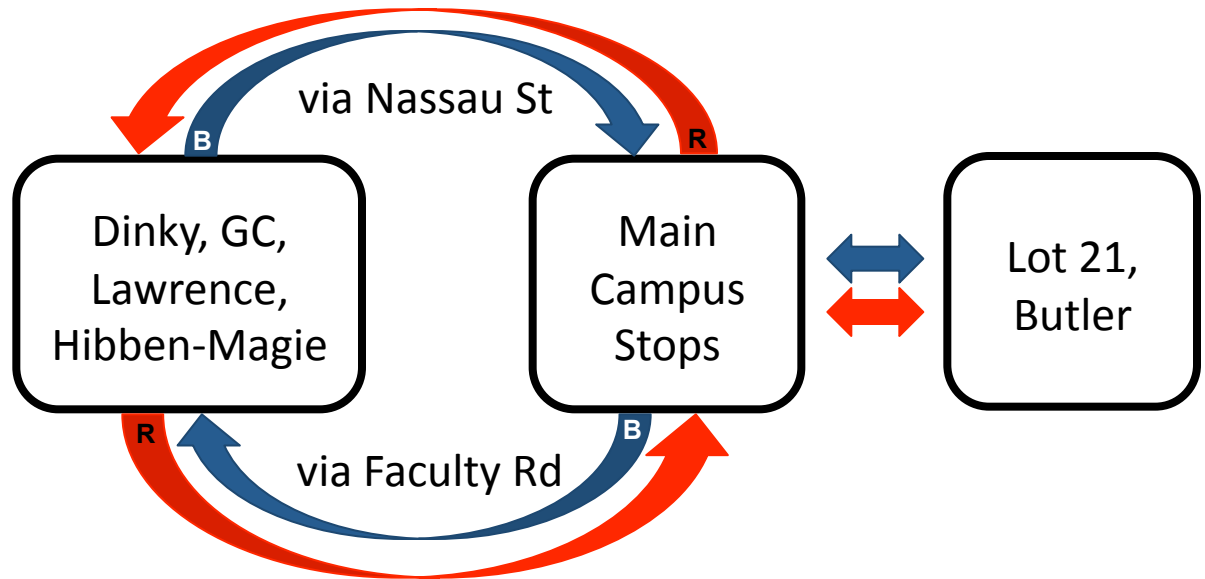 via Nassau St
B
R
Dinky, GC,
Lawrence,
Hibben-Magie
Main
Campus
Stops
Lot 21,
Butler
R
B
via Faculty Rd